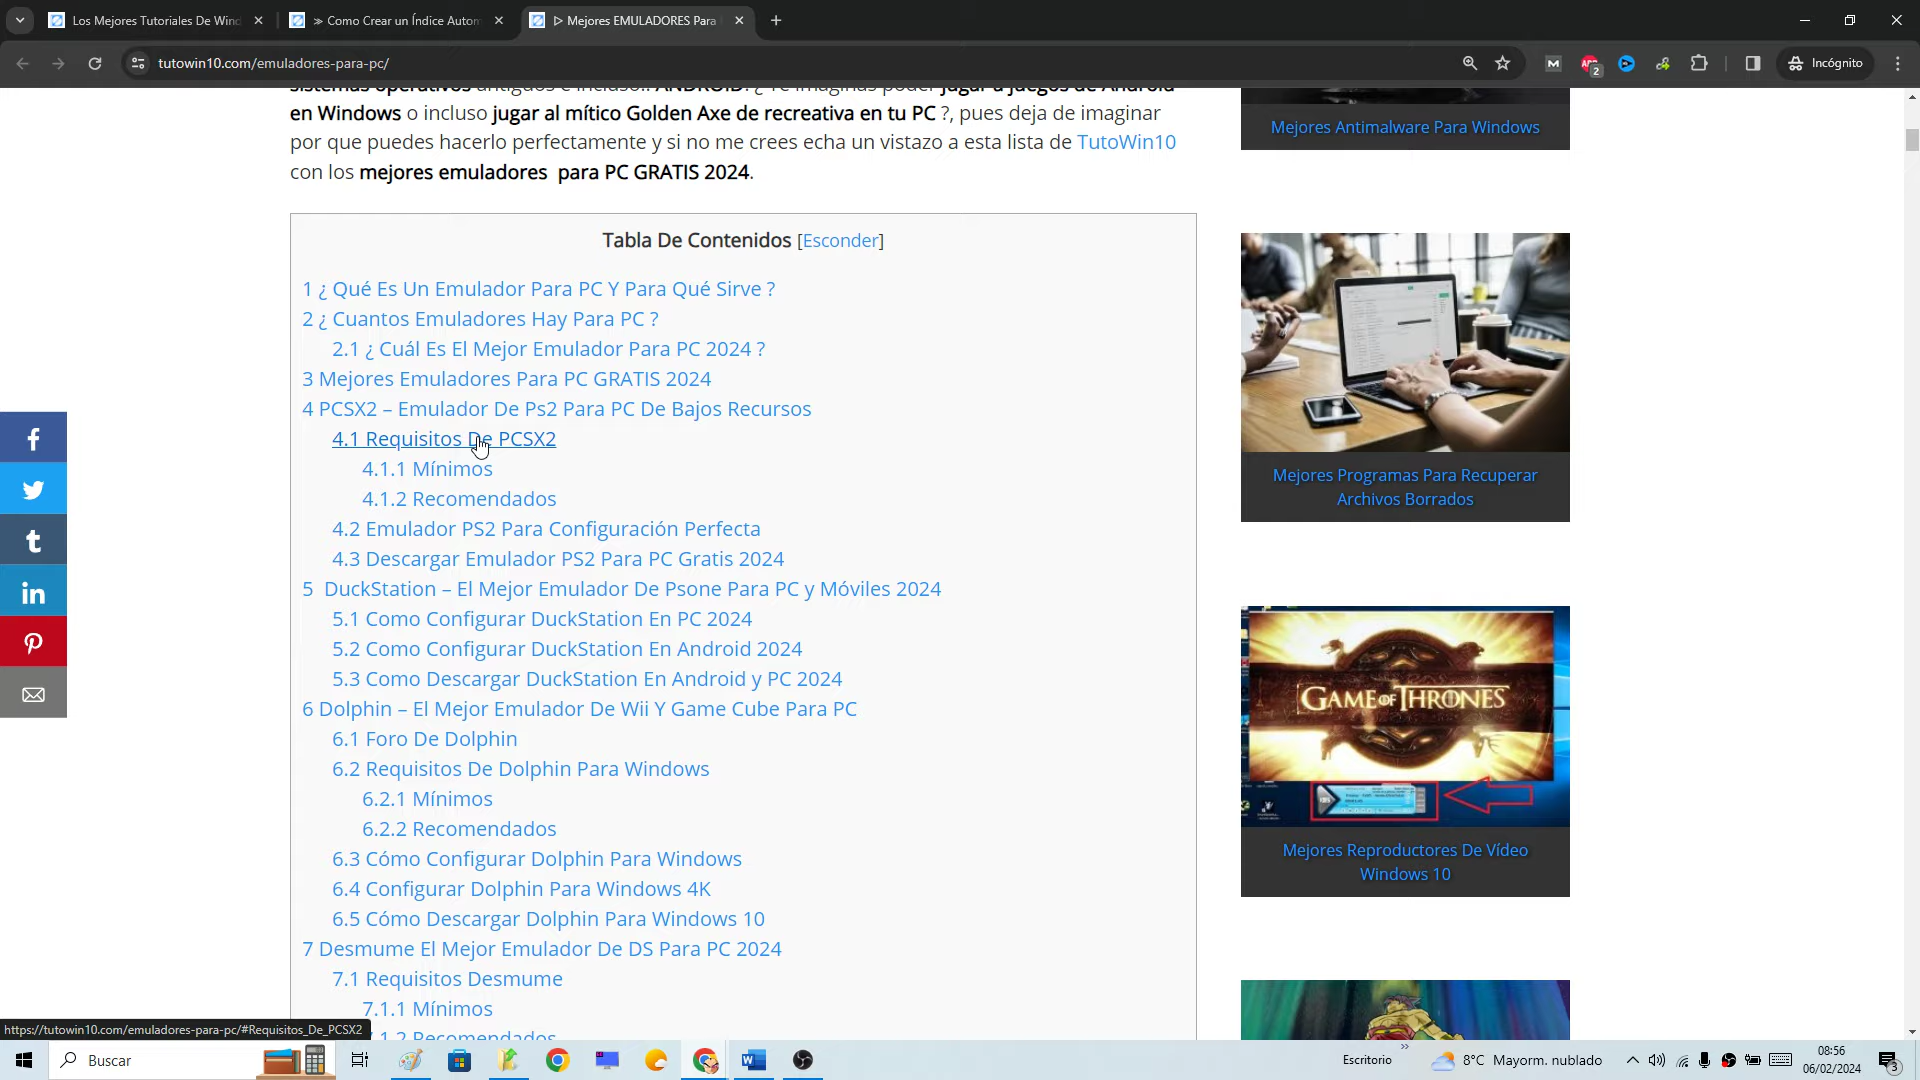 Los Mejores Tutoriales De Wind
≫ Como Crear un Índice Autom
ᐅ Mejores EMULADORES Para
tutowin10.com/emuladores-para-pc/
M
ABP
2
Incógnito
en Windows o incluso jugar al mítico Golden Axe de recreativa en tu PC ?, pues deja de imaginar
por que puedes hacerlo perfectamente y si no me crees echa un vistazo a esta lista de TutoWin10
con los mejores emuladores para PC GRATIS 2024.
Tabla De Contenidos [Esconder]
1 ¿ Qué Es Un Emulador Para PC Y Para Qué Sirve ?
2 ¿ Cuantos Emuladores Hay Para PC ?
2.1 ¿ Cuál Es El Mejor Emulador Para PC 2024 ?
3 Mejores Emuladores Para PC GRATIS 2024
4 PCSX2 – Emulador De Ps2 Para PC De Bajos Recursos
4.1 Requisitos De PCSX2
4.1.1 Mínimos
4.1.2 Recomendados
4.2 Emulador PS2 Para Configuración Perfecta
4.3 Descargar Emulador PS2 Para PC Gratis 2024
5 DuckStation – El Mejor Emulador De Psone Para PC y Móviles 2024
5.1 Como Configurar DuckStation En PC 2024
5.2 Como Configurar DuckStation En Android 2024
5.3 Como Descargar DuckStation En Android y PC 2024
6 Dolphin – El Mejor Emulador De Wii Y Game Cube Para PC
6.1 Foro De Dolphin
6.2 Requisitos De Dolphin Para Windows
6.2.1 Mínimos
6.2.2 Recomendados
6.3 Cómo Configurar Dolphin Para Windows
6.4 Configurar Dolphin Para Windows 4K
6.5 Cómo Descargar Dolphin Para Windows 10
7 Desmume El Mejor Emulador De DS Para PC 2024
7.1 Requisitos Desmume
7.1.1 Mínimos
7.1.2 Recomendados
Mejores Antimalware Para Windows
Mejores Programas Para Recuperar
Archivos Borrados
GAME OF THRONES
Mejores Reproductores De Vídeo
Windows 10
https://tutowin10.com/emuladores-para-pc/#Requisitos_De_PCSX2
Buscar
Escritorio
8°C Mayorm. nublado
08:56
06/02/2024
3